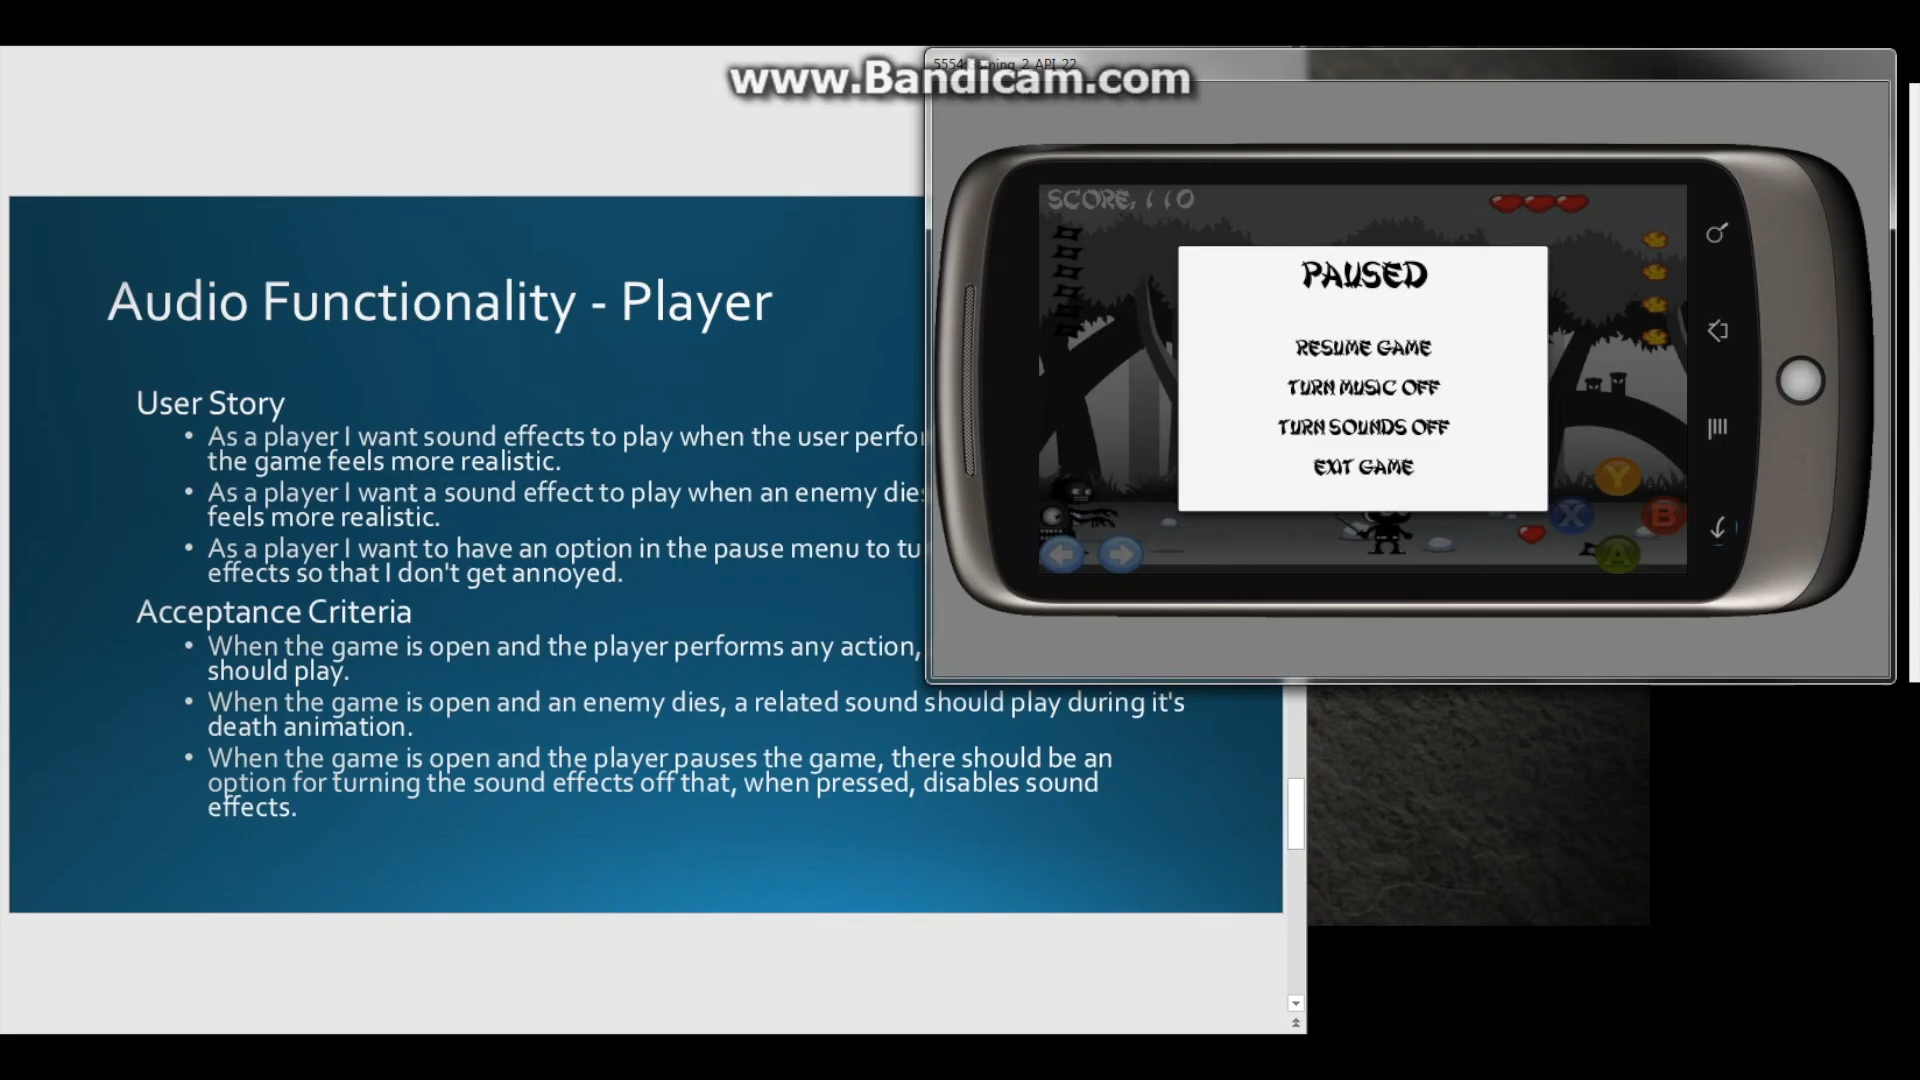 www.Bandicam.com
Audio Functionality - Player
User Story
• As a player I want sound effects to play when the user
the game feels more realistic.
• As a player I want a sound effect to play when an enemy
feels more realistic.
• As a player I want to have an option in the pause menu to
effects so that I don't get annoyed.
Acceptance Criteria
• When the game is open and the player performs any action,
should play.
• When the game is open and an enemy dies, a related sound should play during it's
death animation.
• When the game is open and the player pauses the game, there should be an
option for turning the sound effects off that, when pressed, disables sound
effects.
SCORE: 110
PAUSED
RESUME GAME
TURN MUSIC OFF
TURN SOUNDS OFF
EXIT GAME
Y
X
B
A